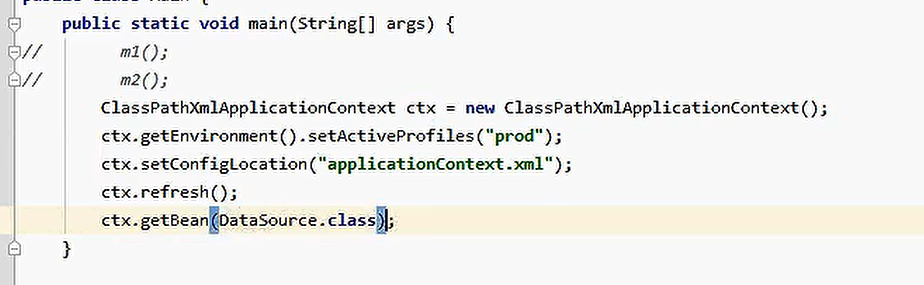 public class Main {
public static void main(String[] args) {
// m1();
// m2();
ClassPathXmlApplicationContext ctx = new ClassPathXmlApplicationContext();
ctx.getEnvironment().setActiveProfiles("prod");
ctx.setConfigLocation("applicationContext.xml");
ctx.refresh();
ctx.getBean(DataSource.class);
}